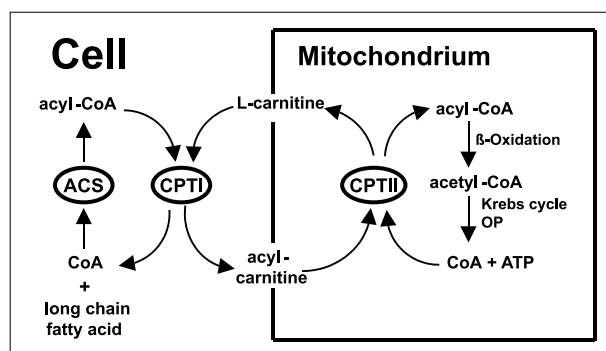 Cell
Mitochondrium
acyl-CoA
L-carnitine
acyl-CoA
ß-Oxidation
ACS
CPTI
CPTII
acetyl-CoA
Krebs cycle
OP
CoA
+
long chain
fatty acid
acyl-
carnitine
CoA + ATP